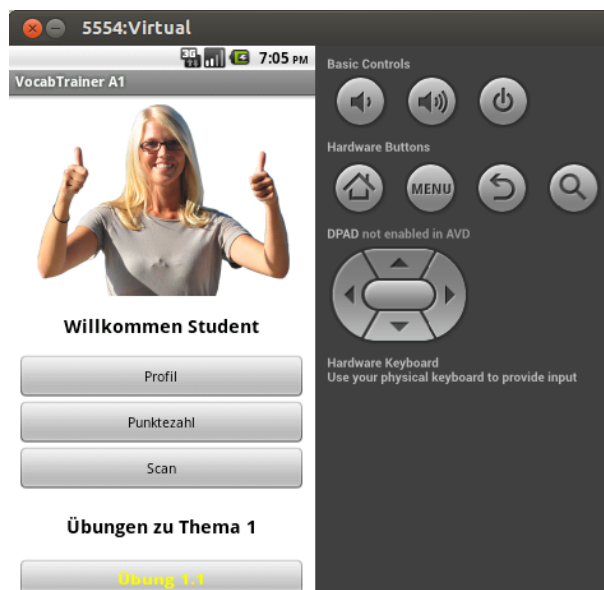 5554:Virtual
3G
7:05 PM
VocabTrainer A1
Willkommen Student
Profil
Punktezahl
Scan
Übungen zu Thema 1
Übung 1.1
Basic Controls
Hardware Buttons
MENU
DPAD not enabled in AVD
Hardware Keyboard
Use your physical keyboard to provide input